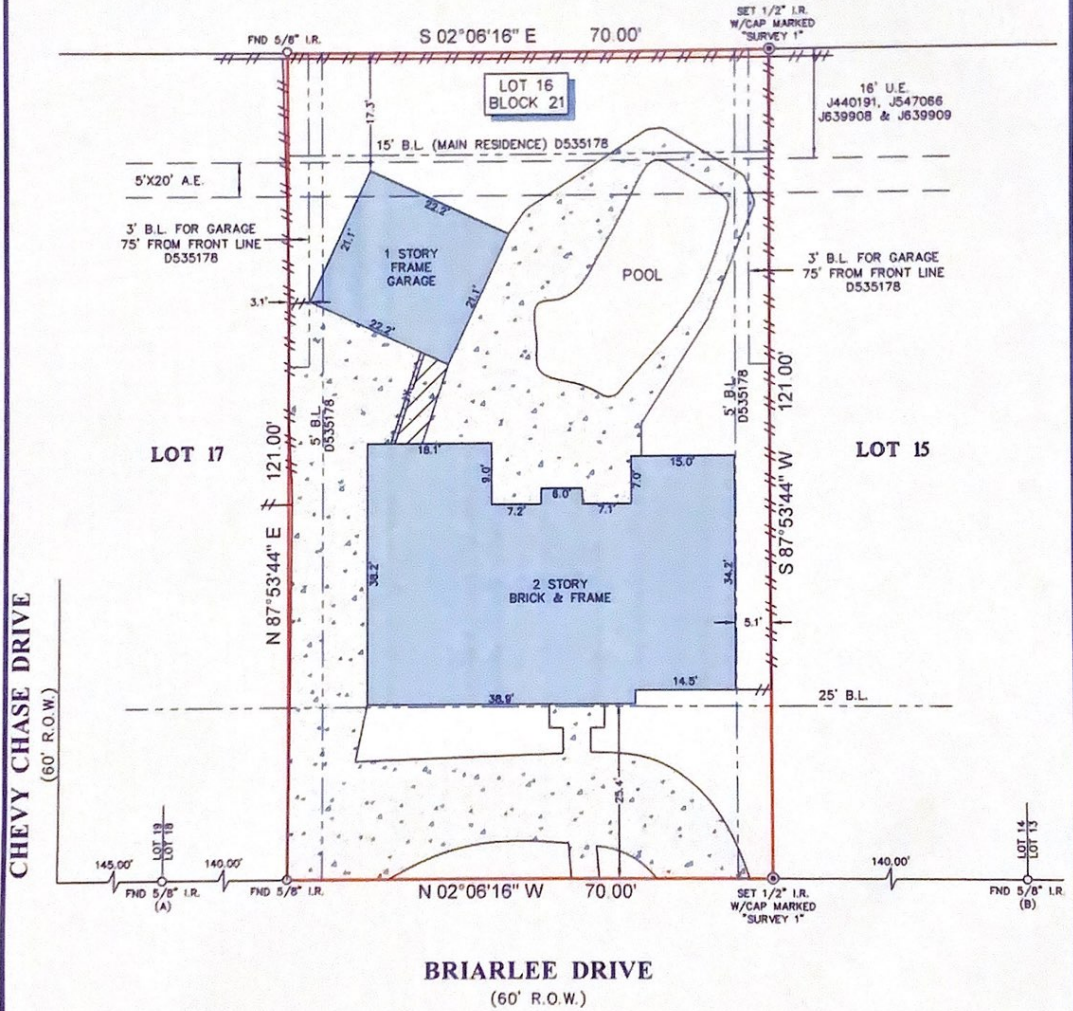 SET 1/2" I.R.
W/CAP MARKED
"SURVEY 1"
FND 5/8" I.R.
S 02°06'16" E 70.00'
LOT 16
BLOCK 21
16' U.E.
J440191, J547066
J639908 & J639909
17.3'
15' B.L. (MAIN RESIDENCE) D535178
5'X20' A.E.
3' B.L. FOR GARAGE
75' FROM FRONT LINE
D535178
22.2'
21.1'
1 STORY
FRAME
GARAGE
21.1'
22.2'
3.1'
POOL
3' B.L. FOR GARAGE
75' FROM FRONT LINE
D535178
5' B.L.
D535178
121.00'
5' B.L.
D535178
121.00'
LOT 17
LOT 15
18.1'
9.0'
7.2'
6.0'
7.1'
7.0'
15.0'
N 87°53'44" E
S 87°53'44" W
38.2'
2 STORY
BRICK & FRAME
34.2'
5.1'
14.5'
38.9'
25' B.L.
25.4'
CHEVY CHASE DRIVE
(60' R.O.W.)
145.00'
LOT 19
LOT 18
140.00'
140.00'
LOT 14
LOT 13
FND 5/8" I.R.
(A)
FND 5/8" I.R.
N 02°06'16" W 70.00'
SET 1/2" I.R.
W/CAP MARKED
"SURVEY 1"
FND 5/8" I.R.
(B)
BRIARLEE DRIVE
(60' R.O.W.)